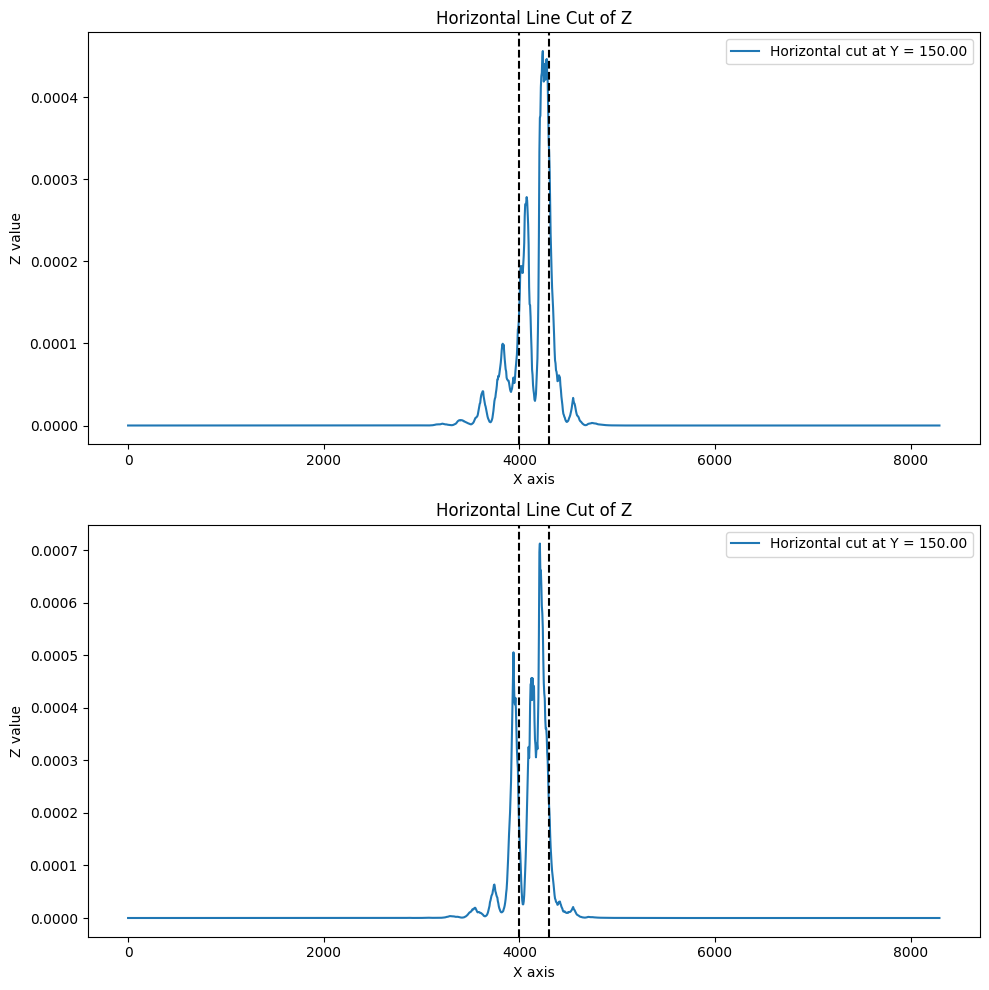 Horizontal Line Cut of Z
Horizontal cut at Y = 150.00
Z value
0.0004
0.0003
0.0002
0.0001
0.0000
0 2000 4000 6000 8000
X axis
Horizontal Line Cut of Z
Horizontal cut at Y = 150.00
Z value
0.0007
0.0006
0.0005
0.0004
0.0003
0.0002
0.0001
0.0000
0 2000 4000 6000 8000
X axis